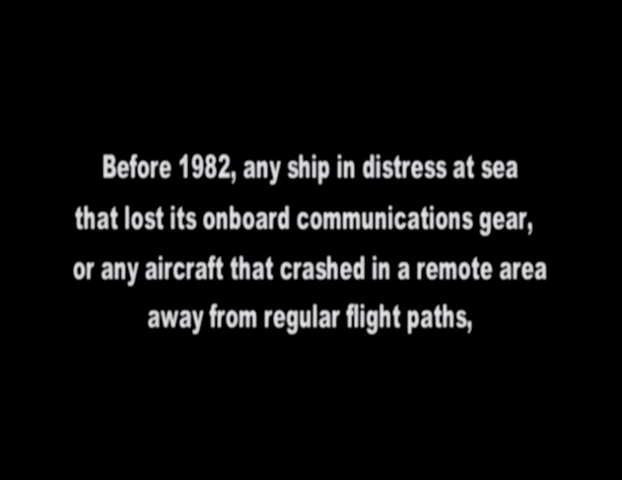 Before 1982, any ship in distress at sea
that lost its onboard communications gear,
or any aircraft that crashed in a remote area
away from regular flight paths,